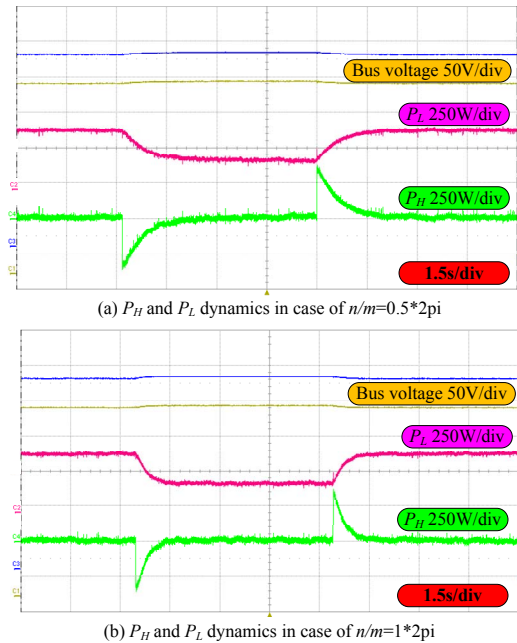 Bus voltage 50V/div
P_L 250W/div
P_H 250W/div
1.5s/div
(a) P_H and P_L dynamics in case of n/m=0.5*2pi
Bus voltage 50V/div
P_L 250W/div
P_H 250W/div
1.5s/div
(b) P_H and P_L dynamics in case of n/m=1*2pi